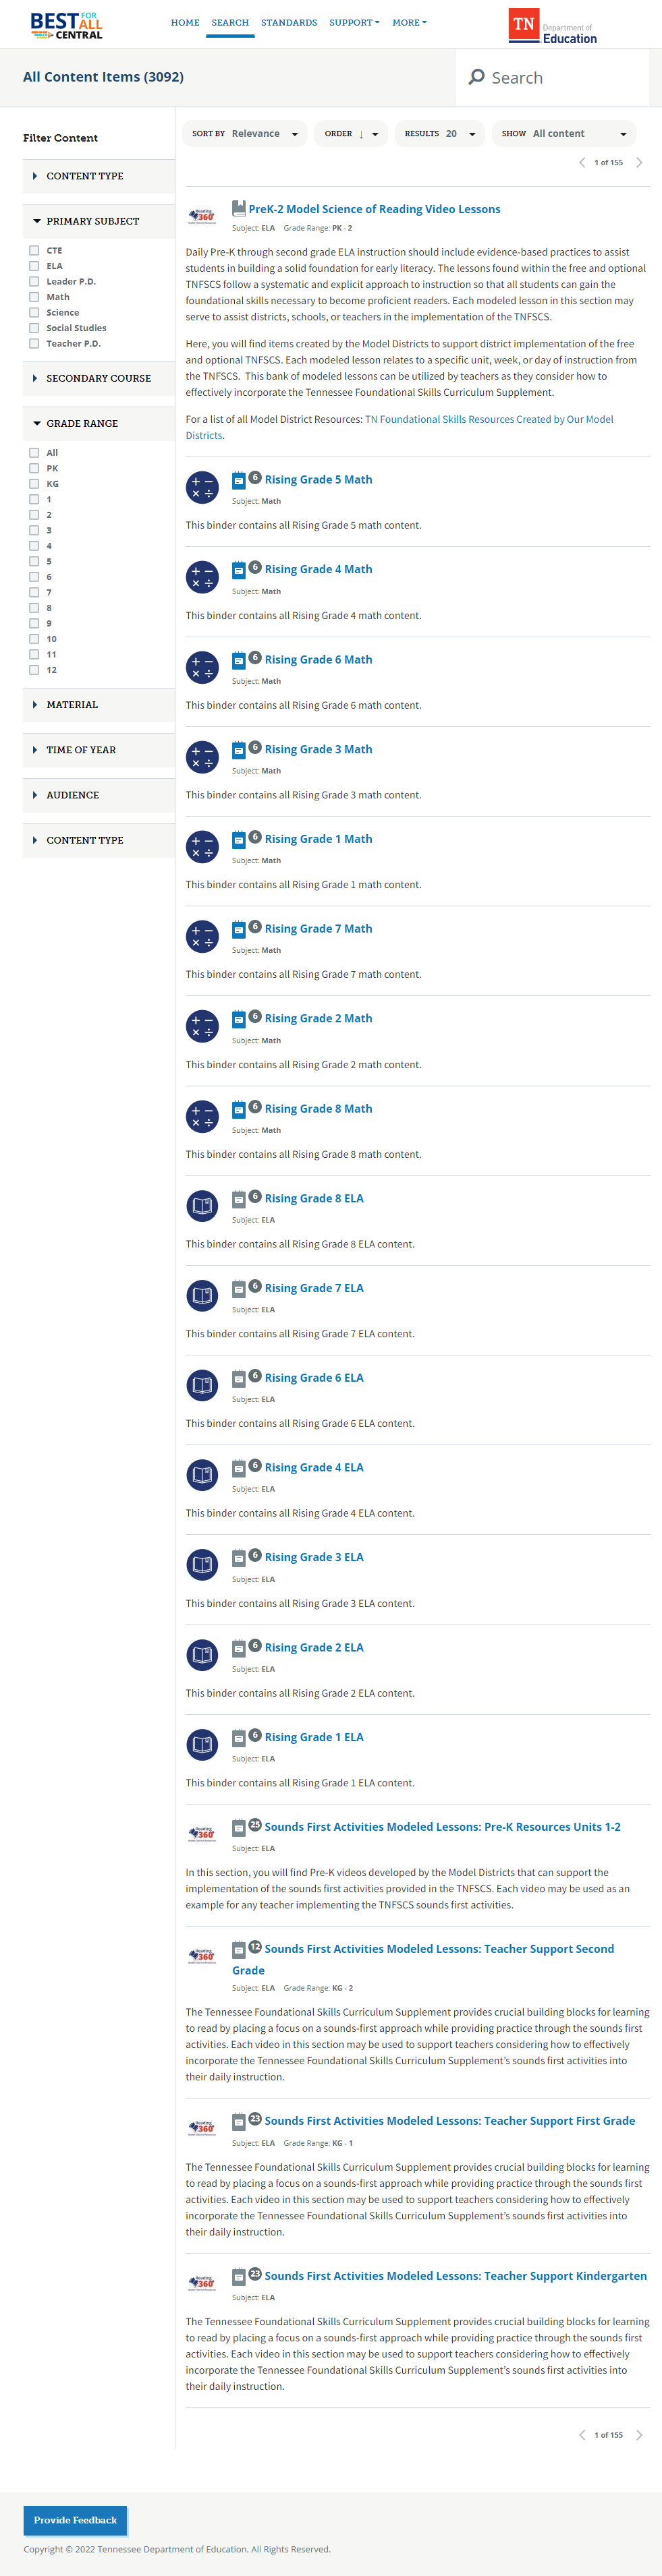 BEST FOR ALL
CENTRAL
HOME SEARCH STANDARDS SUPPORT MORE
TN Department of
Education
All Content Items (3092)
Search
Filter Content
CONTENT TYPE
PRIMARY SUBJECT
CTE
ELA
Leader P.D.
Math
Science
Social Studies
Teacher P.D.
SECONDARY COURSE
GRADE RANGE
All
PK
KG
1
2
3
4
5
6
7
8
9
10
11
12
MATERIAL
TIME OF YEAR
AUDIENCE
CONTENT TYPE
SORT BY Relevance ORDER ↓ RESULTS 20 SHOW All content
1 of 155
Reading 360
PreK-2 Model Science of Reading Video Lessons
Subject: ELA Grade Range: PK - 2
Daily Pre-K through second grade ELA instruction should include evidence-based practices to assist
students in building a solid foundation for early literacy. The lessons found within the free and optional
TNFSCS follow a systematic and explicit approach to instruction so that all students can gain the
foundational skills necessary to become proficient readers. Each modeled lesson in this section may
serve to assist districts, schools, or teachers in the implementation of the TNFSCS.
Here, you will find items created by the Model Districts to support district implementation of the free
and optional TNFSCS. Each modeled lesson relates to a specific unit, week, or day of instruction from
the TNFSCS. This bank of modeled lessons can be utilized by teachers as they consider how to
effectively incorporate the Tennessee Foundational Skills Curriculum Supplement.
For a list of all Model District Resources: TN Foundational Skills Resources Created by Our Model
Districts.
6 Rising Grade 5 Math
Subject: Math
This binder contains all Rising Grade 5 math content.
6 Rising Grade 4 Math
Subject: Math
This binder contains all Rising Grade 4 math content.
6 Rising Grade 6 Math
Subject: Math
This binder contains all Rising Grade 6 math content.
6 Rising Grade 3 Math
Subject: Math
This binder contains all Rising Grade 3 math content.
6 Rising Grade 1 Math
Subject: Math
This binder contains all Rising Grade 1 math content.
6 Rising Grade 7 Math
Subject: Math
This binder contains all Rising Grade 7 math content.
6 Rising Grade 2 Math
Subject: Math
This binder contains all Rising Grade 2 math content.
6 Rising Grade 8 Math
Subject: Math
This binder contains all Rising Grade 8 math content.
6 Rising Grade 8 ELA
Subject: ELA
This binder contains all Rising Grade 8 ELA content.
6 Rising Grade 7 ELA
Subject: ELA
This binder contains all Rising Grade 7 ELA content.
6 Rising Grade 6 ELA
Subject: ELA
This binder contains all Rising Grade 6 ELA content.
6 Rising Grade 4 ELA
Subject: ELA
This binder contains all Rising Grade 4 ELA content.
6 Rising Grade 3 ELA
Subject: ELA
This binder contains all Rising Grade 3 ELA content.
6 Rising Grade 2 ELA
Subject: ELA
This binder contains all Rising Grade 2 ELA content.
6 Rising Grade 1 ELA
Subject: ELA
This binder contains all Rising Grade 1 ELA content.
Reading 360
25 Sounds First Activities Modeled Lessons: Pre-K Resources Units 1-2
Subject: ELA
In this section, you will find Pre-K videos developed by the Model Districts that can support the
implementation of the sounds first activities provided in the TNFSCS. Each video may be used as an
example for any teacher implementing the TNFSCS sounds first activities.
Reading 360
12 Sounds First Activities Modeled Lessons: Teacher Support Second
Grade
Subject: ELA Grade Range: KG - 2
The Tennessee Foundational Skills Curriculum Supplement provides crucial building blocks for learning
to read by placing a focus on a sounds-first approach while providing practice through the sounds first
activities. Each video in this section may be used to support teachers considering how to effectively
incorporate the Tennessee Foundational Skills Curriculum Supplement's sounds first activities into
their daily instruction.
Reading 360
23 Sounds First Activities Modeled Lessons: Teacher Support First Grade
Subject: ELA Grade Range: KG - 1
The Tennessee Foundational Skills Curriculum Supplement provides crucial building blocks for learning
to read by placing a focus on a sounds-first approach while providing practice through the sounds first
activities. Each video in this section may be used to support teachers considering how to effectively
incorporate the Tennessee Foundational Skills Curriculum Supplement's sounds first activities into
their daily instruction.
Reading 360
23 Sounds First Activities Modeled Lessons: Teacher Support Kindergarten
Subject: ELA
The Tennessee Foundational Skills Curriculum Supplement provides crucial building blocks for learning
to read by placing a focus on a sounds-first approach while providing practice through the sounds first
activities. Each video in this section may be used to support teachers considering how to effectively
incorporate the Tennessee Foundational Skills Curriculum Supplement's sounds first activities into
their daily instruction.
1 of 155
Provide Feedback
Copyright © 2022 Tennessee Department of Education. All Rights Reserved.